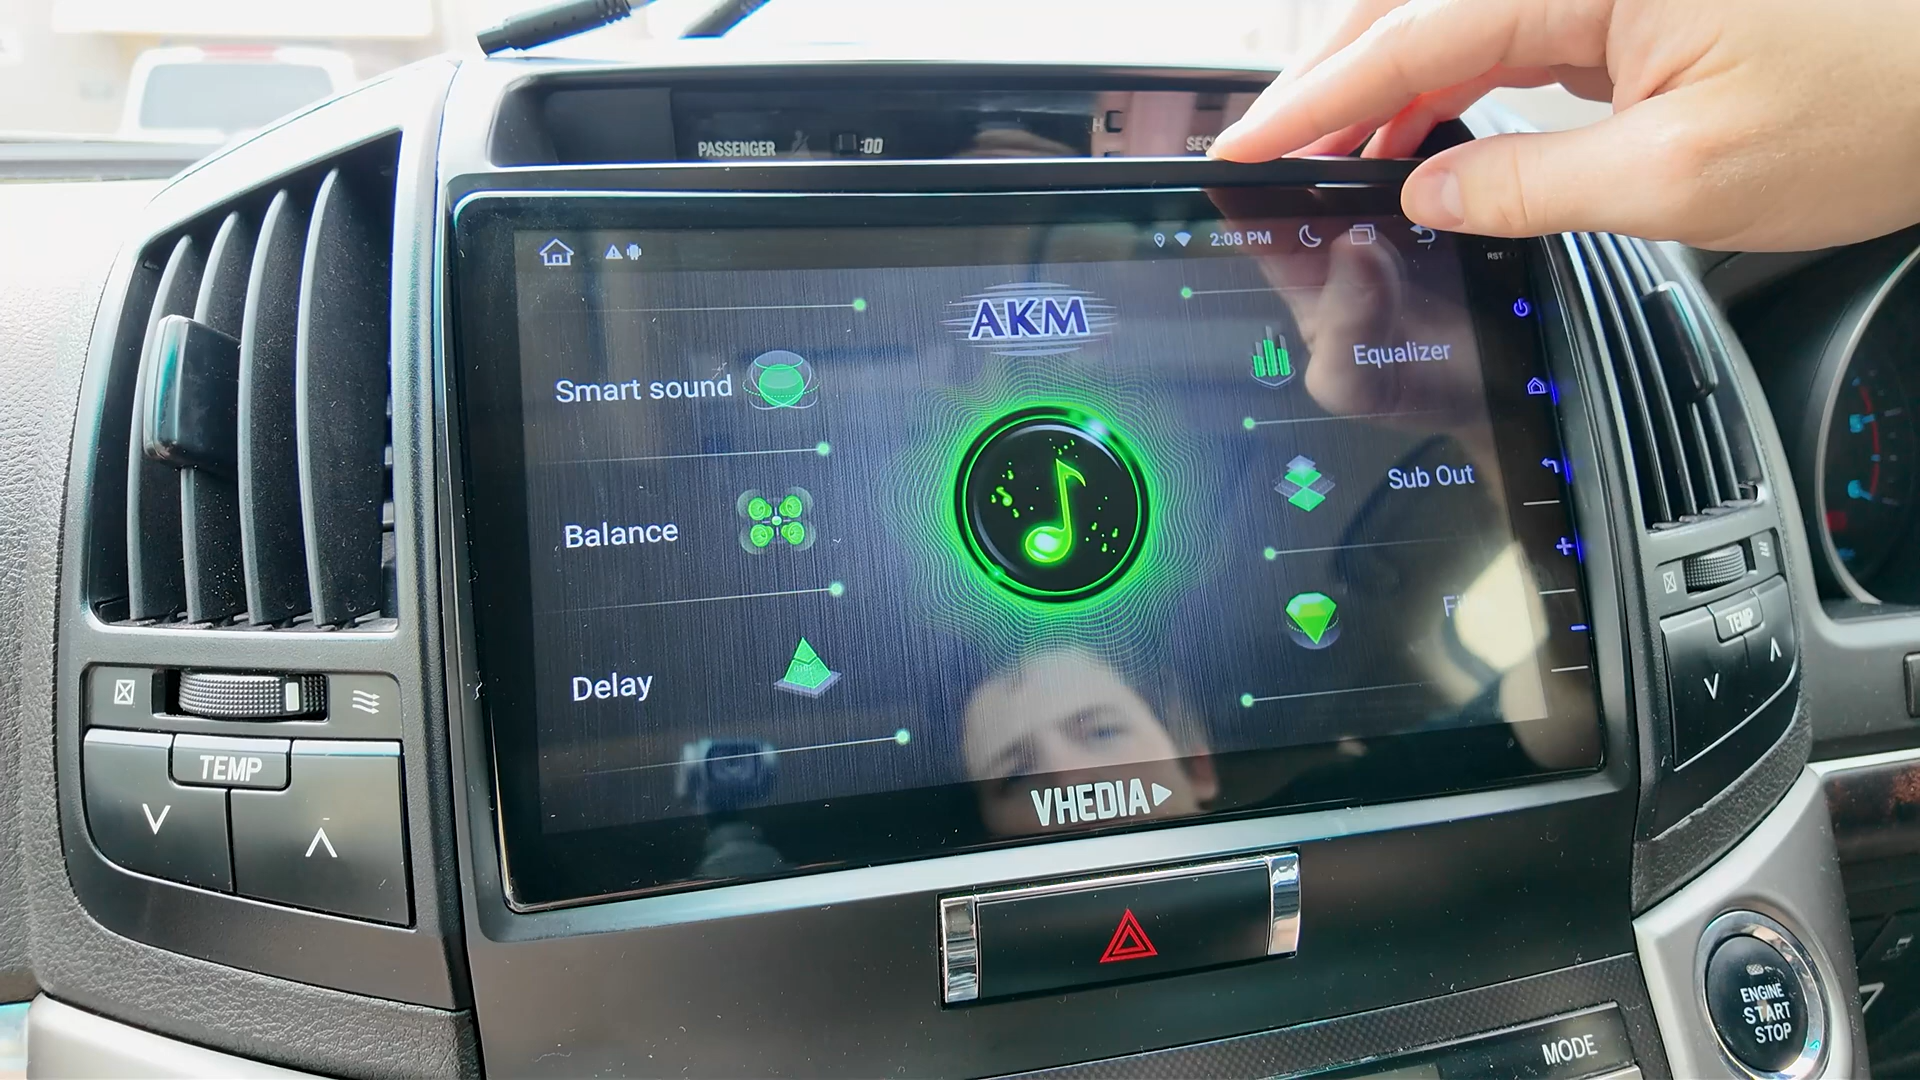 PASSENGER
:00
H
2:08 PM
RST
AKM
Smart sound
Equalizer
Balance
Sub Out
Delay
VHEDIA
TEMP
TEMP
ENGINE
START
STOP
MODE